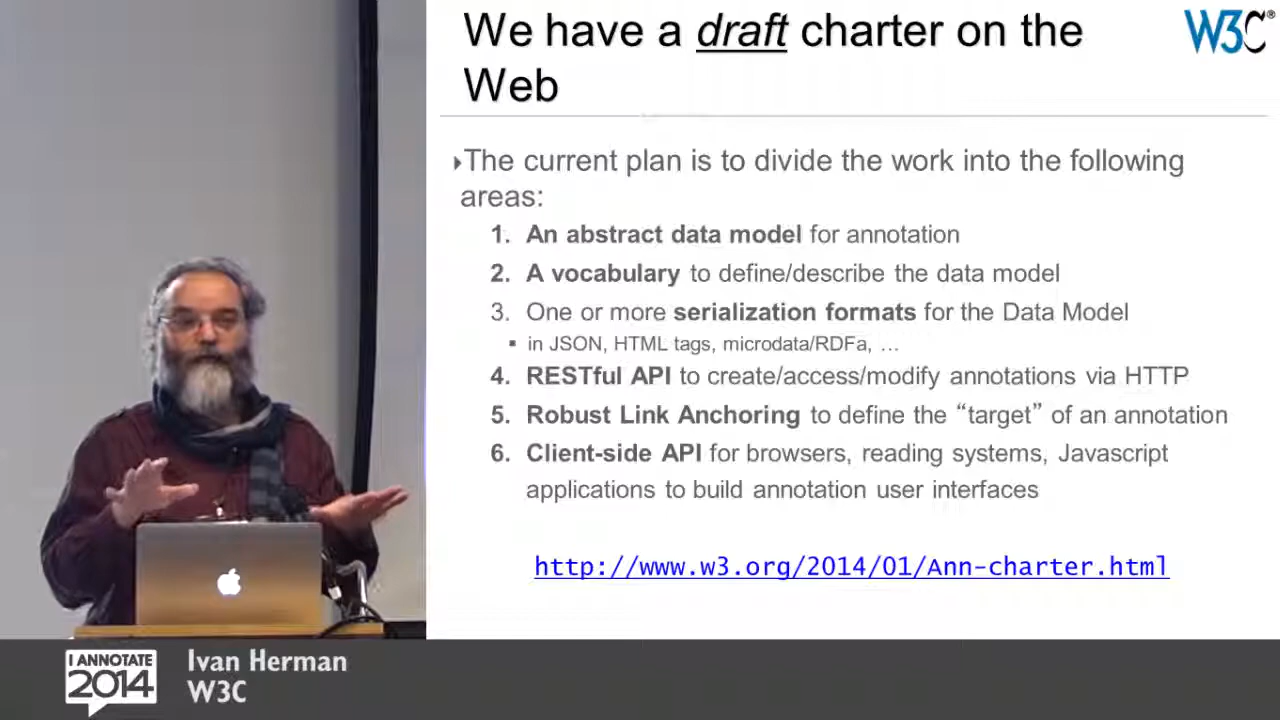 We have a draft charter on the
Web
W3C®
The current plan is to divide the work into the following
areas:
1. An abstract data model for annotation
2. A vocabulary to define/describe the data model
3. One or more serialization formats for the Data Model
▪ in JSON, HTML tags, microdata/RDFa, …
4. RESTful API to create/access/modify annotations via HTTP
5. Robust Link Anchoring to define the “target” of an annotation
6. Client-side API for browsers, reading systems, Javascript
applications to build annotation user interfaces
http://www.w3.org/2014/01/Ann-charter.html
I ANNOTATE
2014
Ivan Herman
W3C